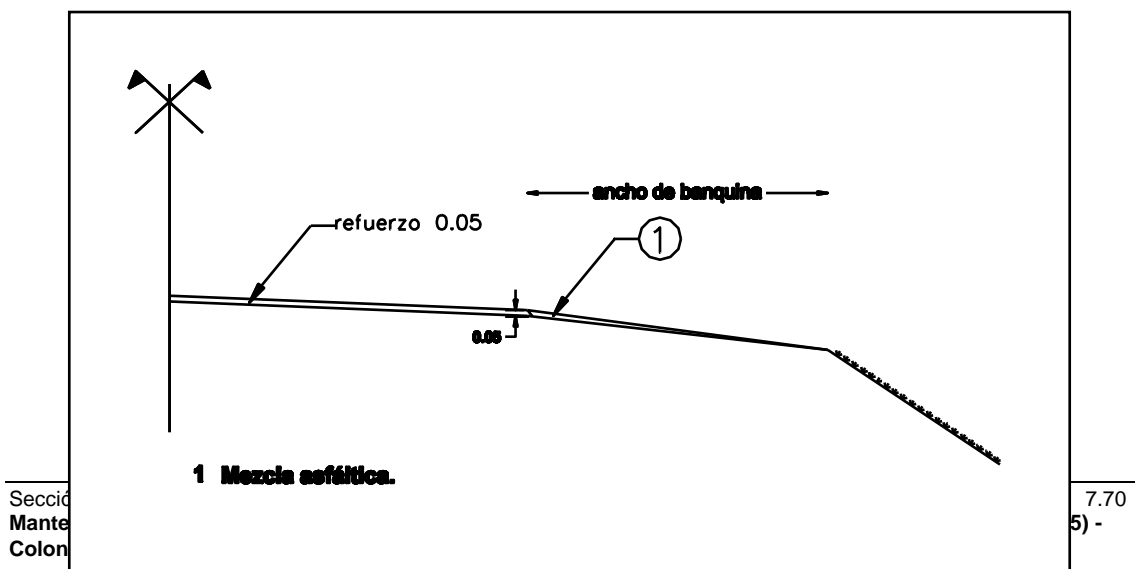 ancho de banquina
refuerzo 0.05
1
0.05
1 Mezcla asfáltica.
Secció
7.70
Mante
5) -
Colon